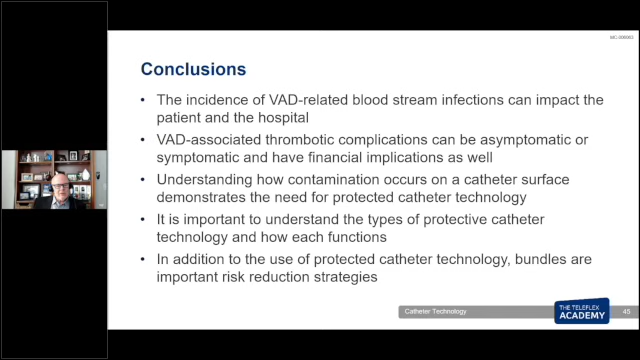 MC-006663
Conclusions
• The incidence of VAD-related blood stream infections can impact the
patient and the hospital
• VAD-associated thrombotic complications can be asymptomatic or
symptomatic and have financial implications as well
• Understanding how contamination occurs on a catheter surface
demonstrates the need for protected catheter technology
• It is important to understand the types of protective catheter
technology and how each functions
• In addition to the use of protected catheter technology, bundles are
important risk reduction strategies
Catheter Technology
THE TELEFLEX
ACADEMY
45